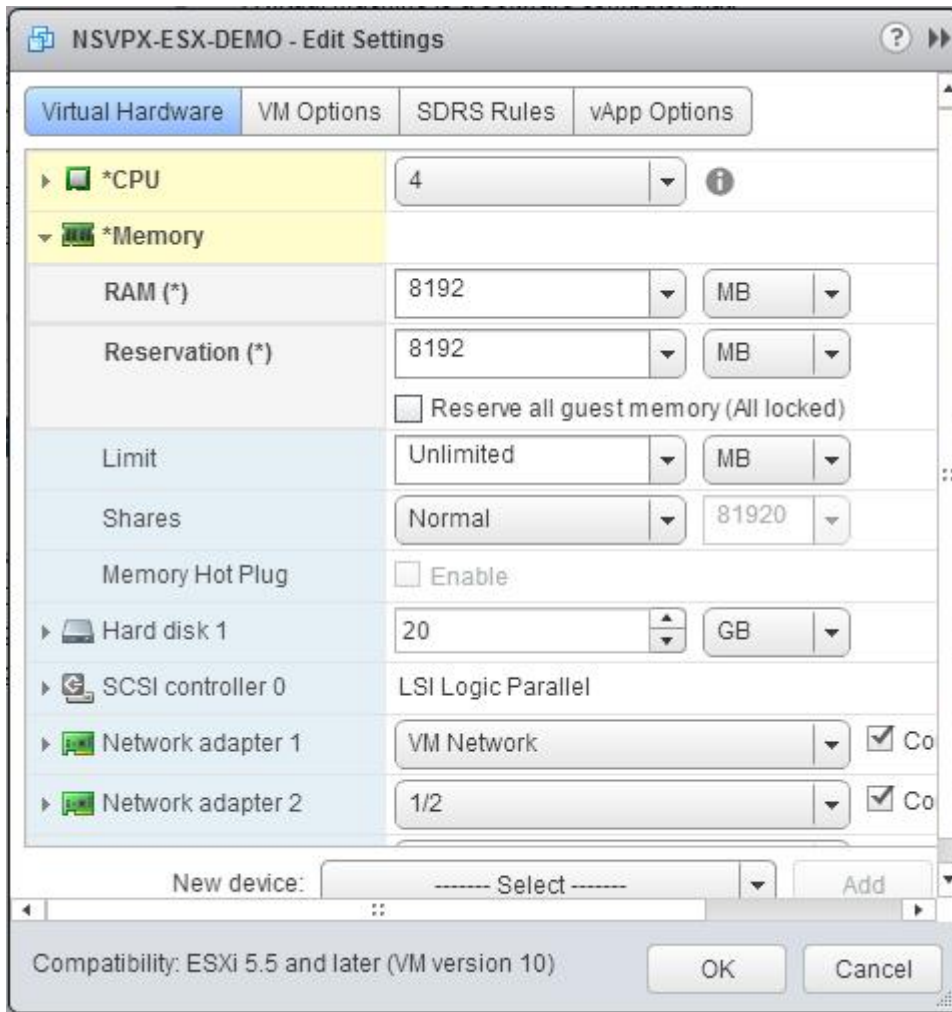 NSVPX-ESX-DEMO - Edit Settings
Virtual Hardware VM Options SDRS Rules vApp Options
*CPU 4
*Memory
RAM (*) 8192 MB
Reservation (*) 8192 MB
Reserve all guest memory (All locked)
Limit Unlimited MB
Shares Normal 81920
Memory Hot Plug Enable
Hard disk 1 20 GB
SCSI controller 0 LSI Logic Parallel
Network adapter 1 VM Network Co
Network adapter 2 1/2 Co
New device: ------- Select ------- Add
Compatibility: ESXi 5.5 and later (VM version 10) OK Cancel